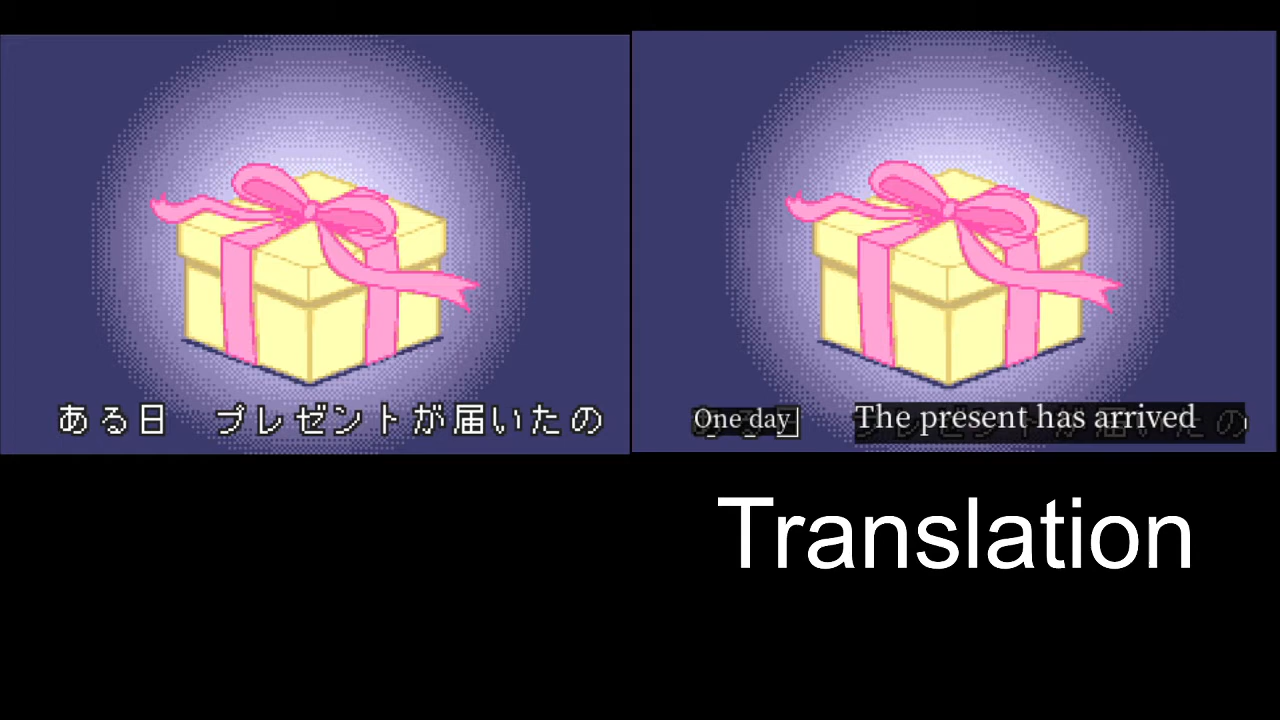 ある日　プレゼントが届いたの
One day The present has arrived
Translation